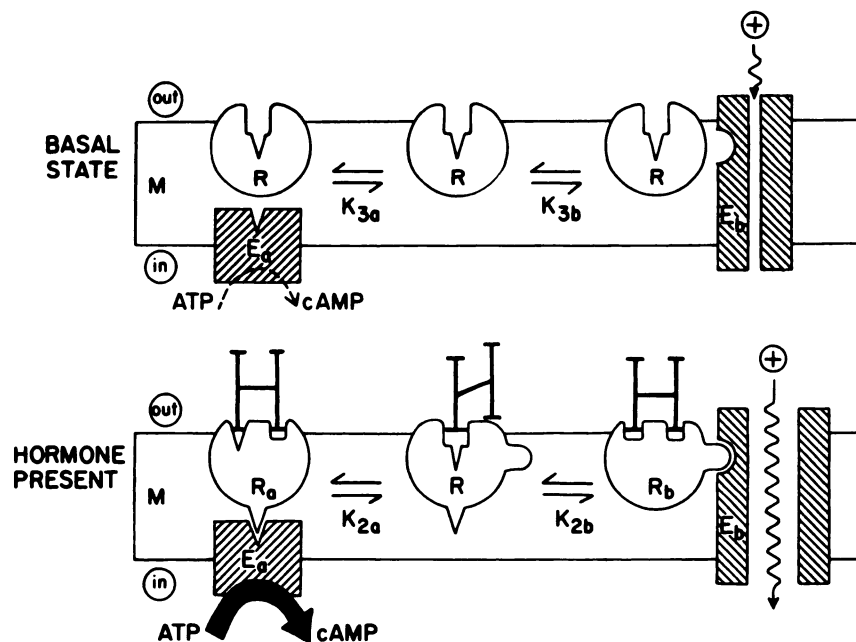 +
out
BASAL
STATE
M
R
R
R
K3a
K3b
Ea
Eb
in
ATP
cAMP
+
out
HORMONE
PRESENT
M
Ra
R
Rb
K2a
K2b
Ea
Eb
in
ATP
cAMP